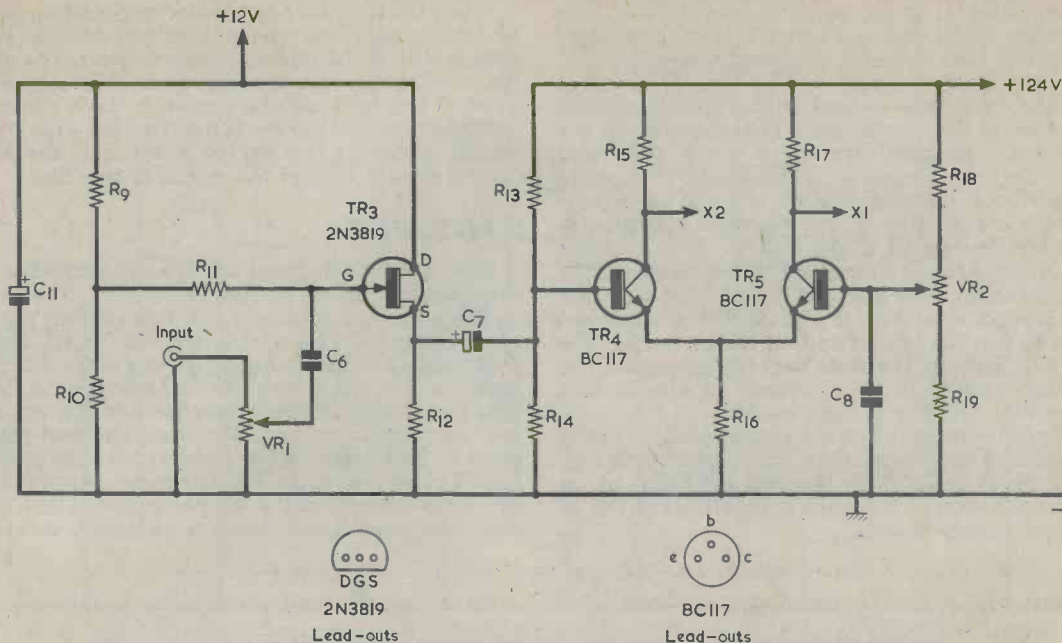 +12V
+124V
R9
R15
R17
R18
R13
TR3
2N3819
X2
X1
D
R11
G
TR5
BC117
VR2
+
C11
S
+
C7
TR4
BC117
Input
C6
R10
C8
R12
R14
R16
R19
VR1
DGS
2N3819
Lead-outs
b
e
c
BC117
Lead-outs